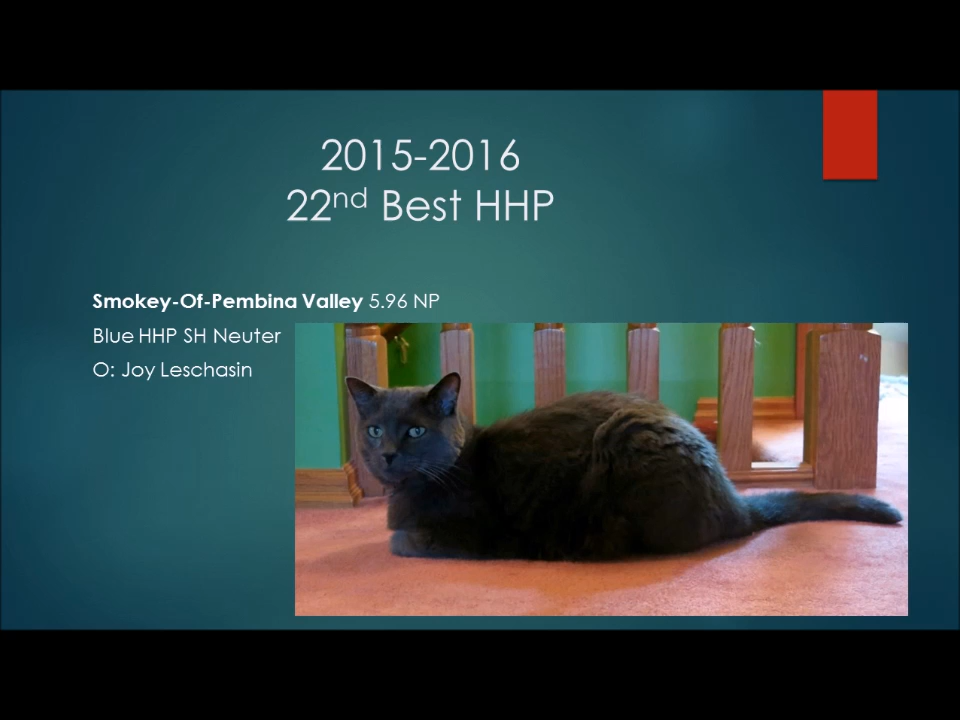 2015-2016
22nd Best HHP
Smokey-Of-Pembina Valley 5.96 NP
Blue HHP SH Neuter
O: Joy Leschasin